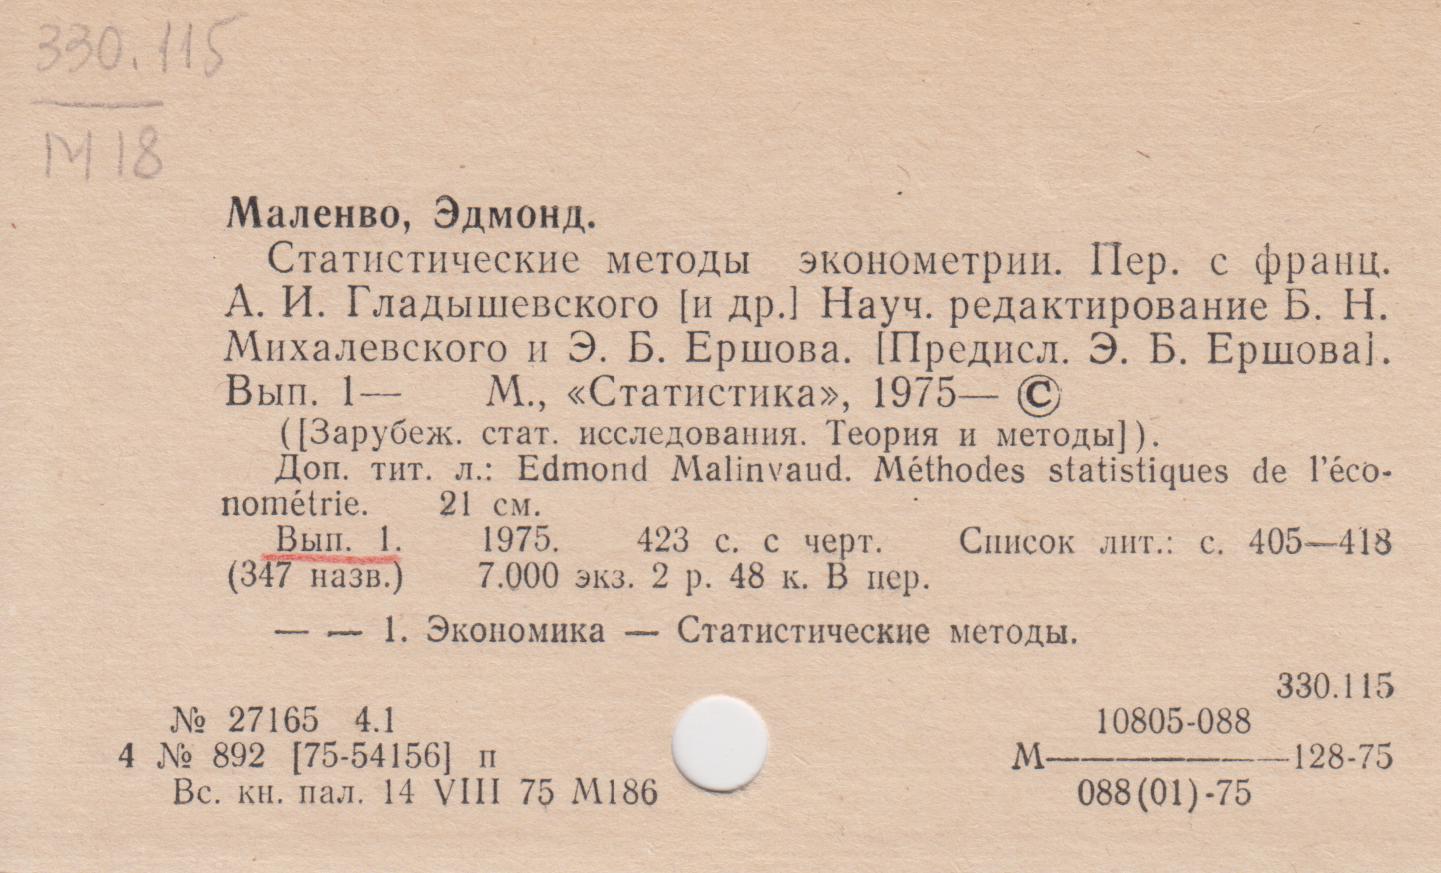 330.115
М18
Маленво, Эдмонд.
Статистические методы эконометрии. Пер. с франц.
А. И. Гладышевского [и др.] Науч. редактирование Б. Н.
Михалевского и Э. Б. Ершова. [Предисл. Э. Б. Ершова].
Вып. 1— М., «Статистика», 1975— ©
([Зарубеж. стат. исследования. Теория и методы]).
Доп. тит. л.: Edmond Malinvaud. Méthodes statistiques de l'éco-
nométrie. 21 см.
Вып. 1. 1975. 423 с. с черт. Список лит.: с. 405—418
(347 назв.) 7.000 экз. 2 р. 48 к. В пер.
— — 1. Экономика — Статистические методы.
330.115
№ 27165 4.1
4 № 892 [75-54156] п
Вс. кн. пал. 14 VIII 75 М186
10805-088
М——————128-75
088(01)-75